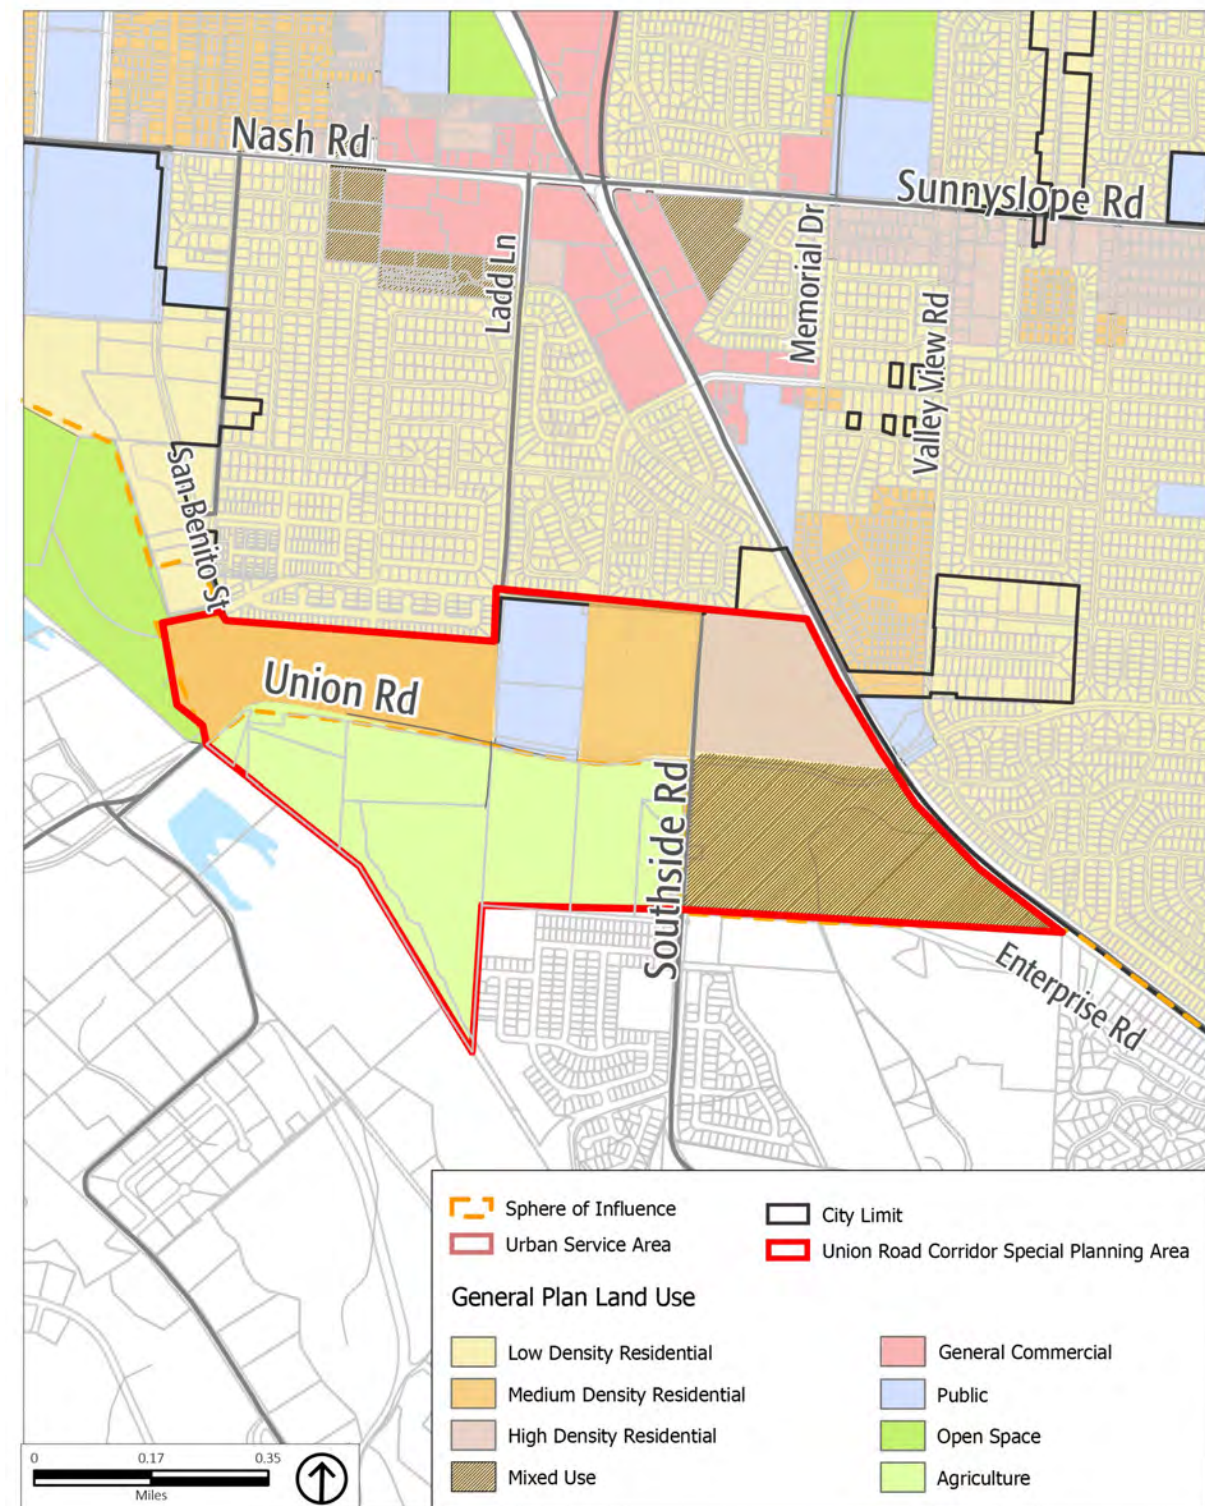 Nash Rd
Sunnyslope Rd
Ladd Ln
Memorial Dr
Valley View Rd
San Benito St
Union Rd
Southside Rd
Enterprise Rd
Sphere of Influence
City Limit
Urban Service Area
Union Road Corridor Special Planning Area
General Plan Land Use
Low Density Residential
General Commercial
Medium Density Residential
Public
High Density Residential
Open Space
Mixed Use
Agriculture
0 0.17 0.35
Miles